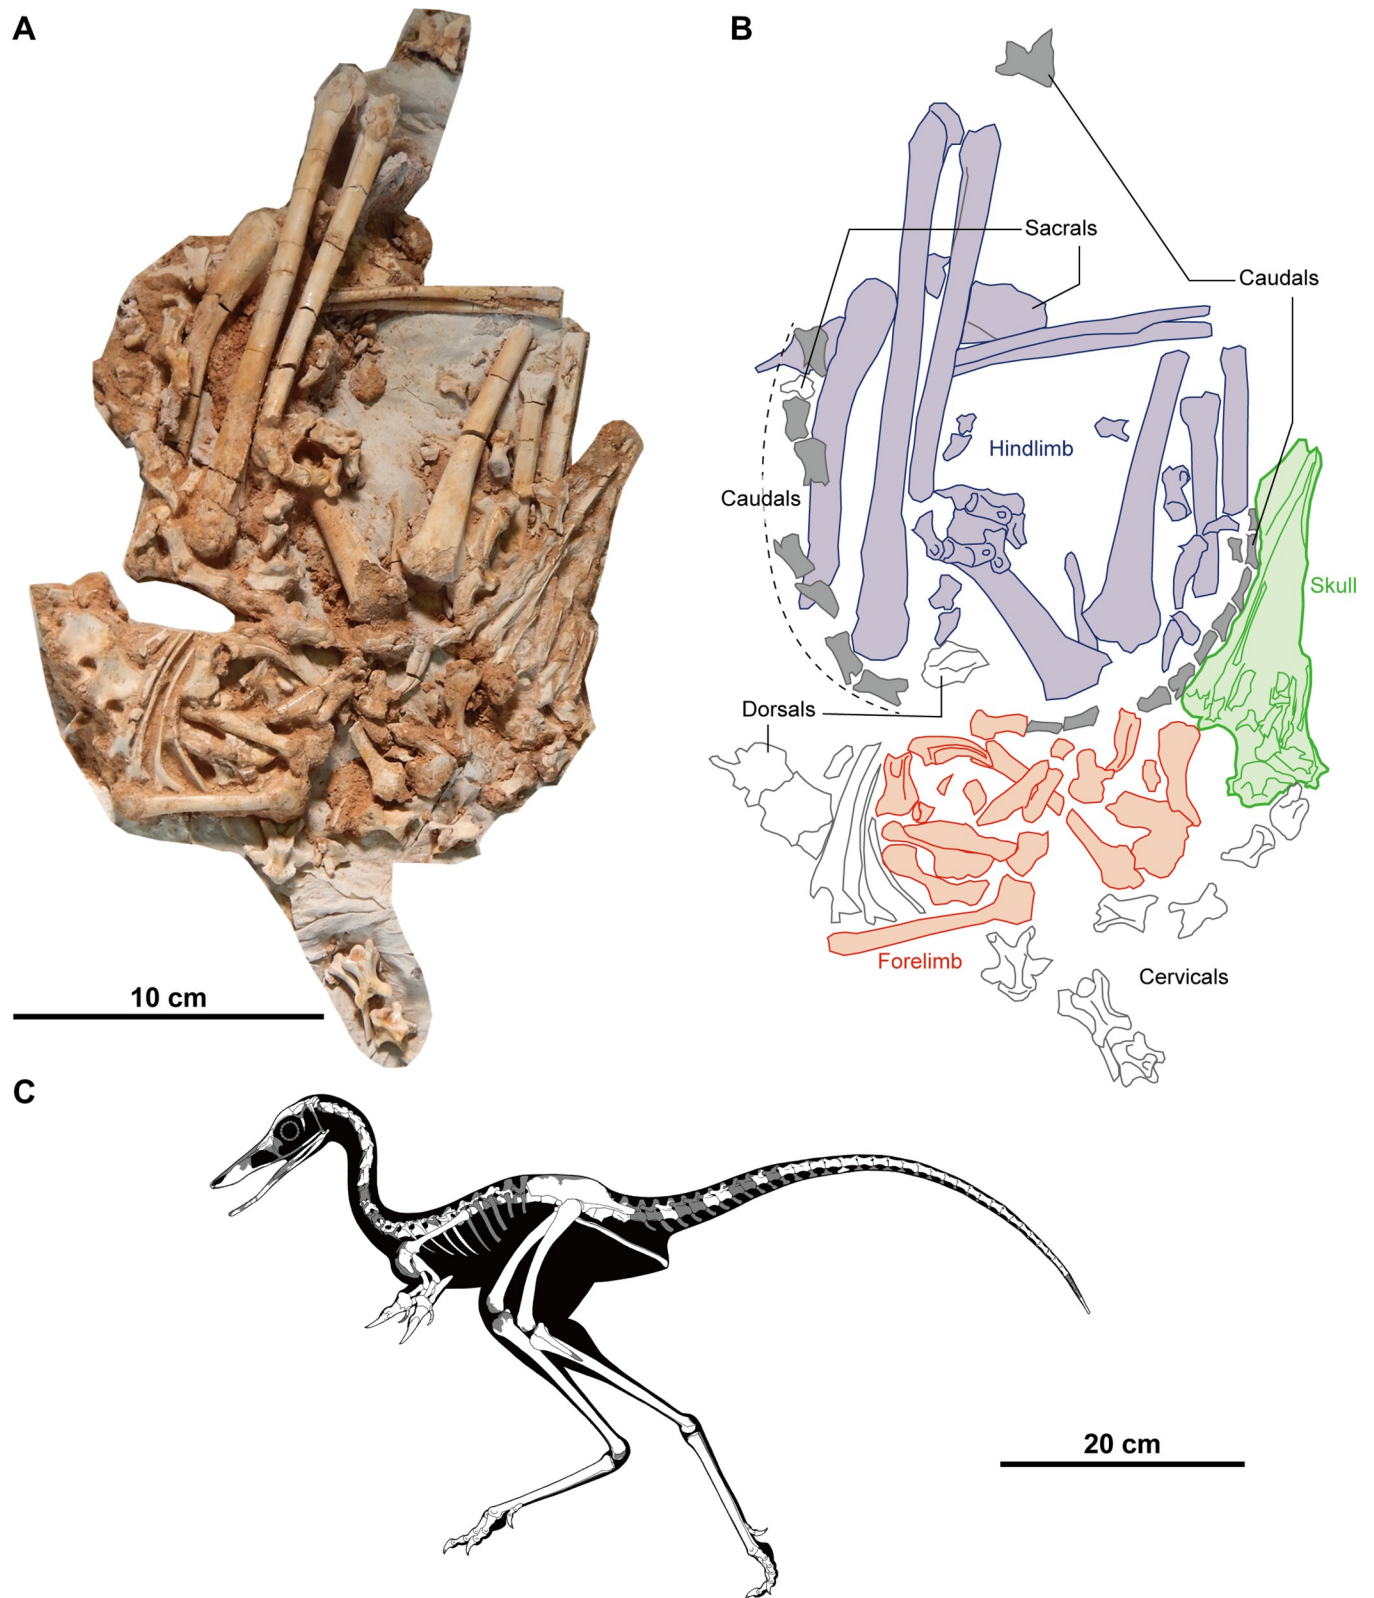 A
B
Sacrals
Caudals
Hindlimb
Caudals
Skull
Dorsals
Forelimb
Cervicals
10 cm
C
20 cm